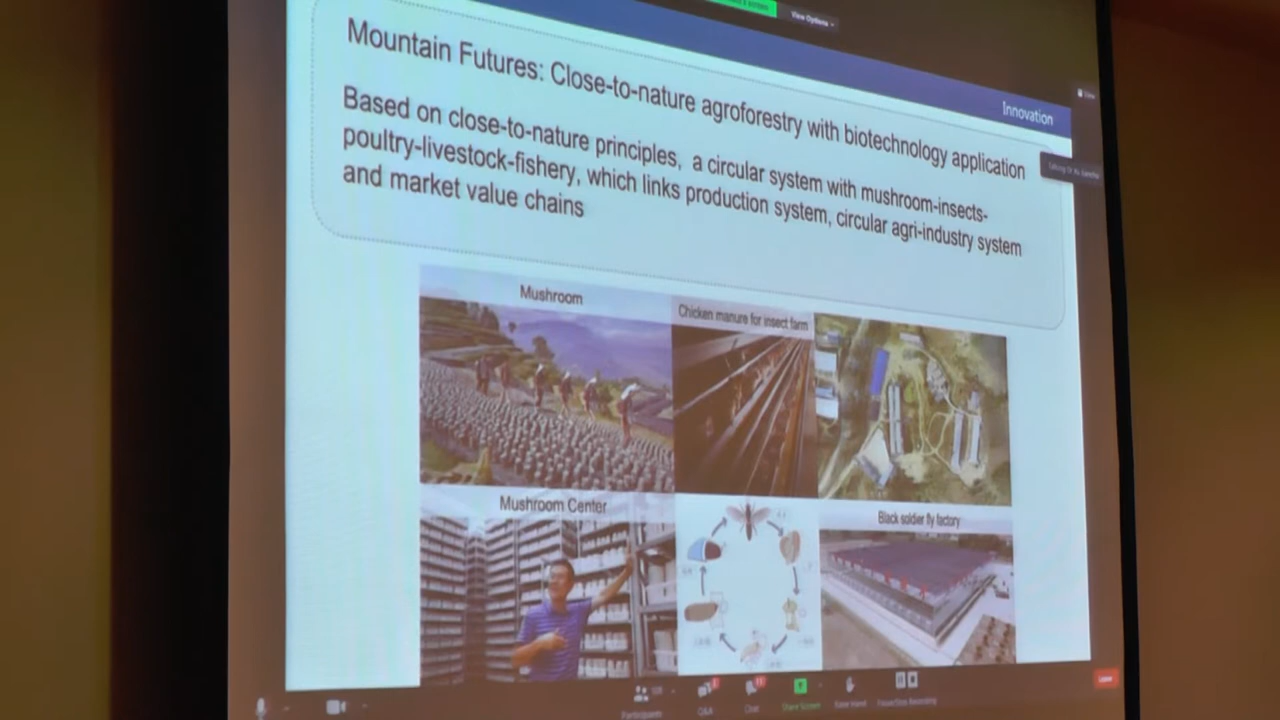 View Options
Innovation
Mountain Futures: Close-to-nature agroforestry with biotechnology application
Based on close-to-nature principles, a circular system with mushroom-insects-
poultry-livestock-fishery, which links production system, circular agri-industry system
and market value chains
Mushroom
Chicken manure for insect farm
Mushroom Center
Black soldier fly factory
Participants
Q&A
Chat
Share Screen
Raise Hand
Pause/Stop Recording
Leave